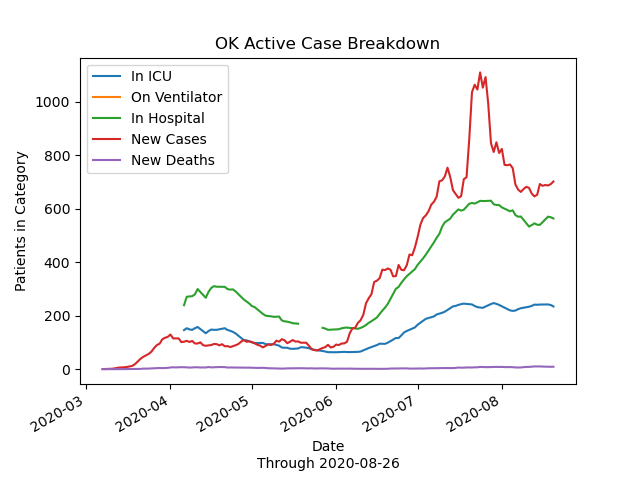 OK Active Case Breakdown
In ICU
On Ventilator
In Hospital
New Cases
New Deaths
Patients in Category
1000
800
600
400
200
0
2020-03
2020-04
2020-05
2020-06
2020-07
2020-08
Date
Through 2020-08-26